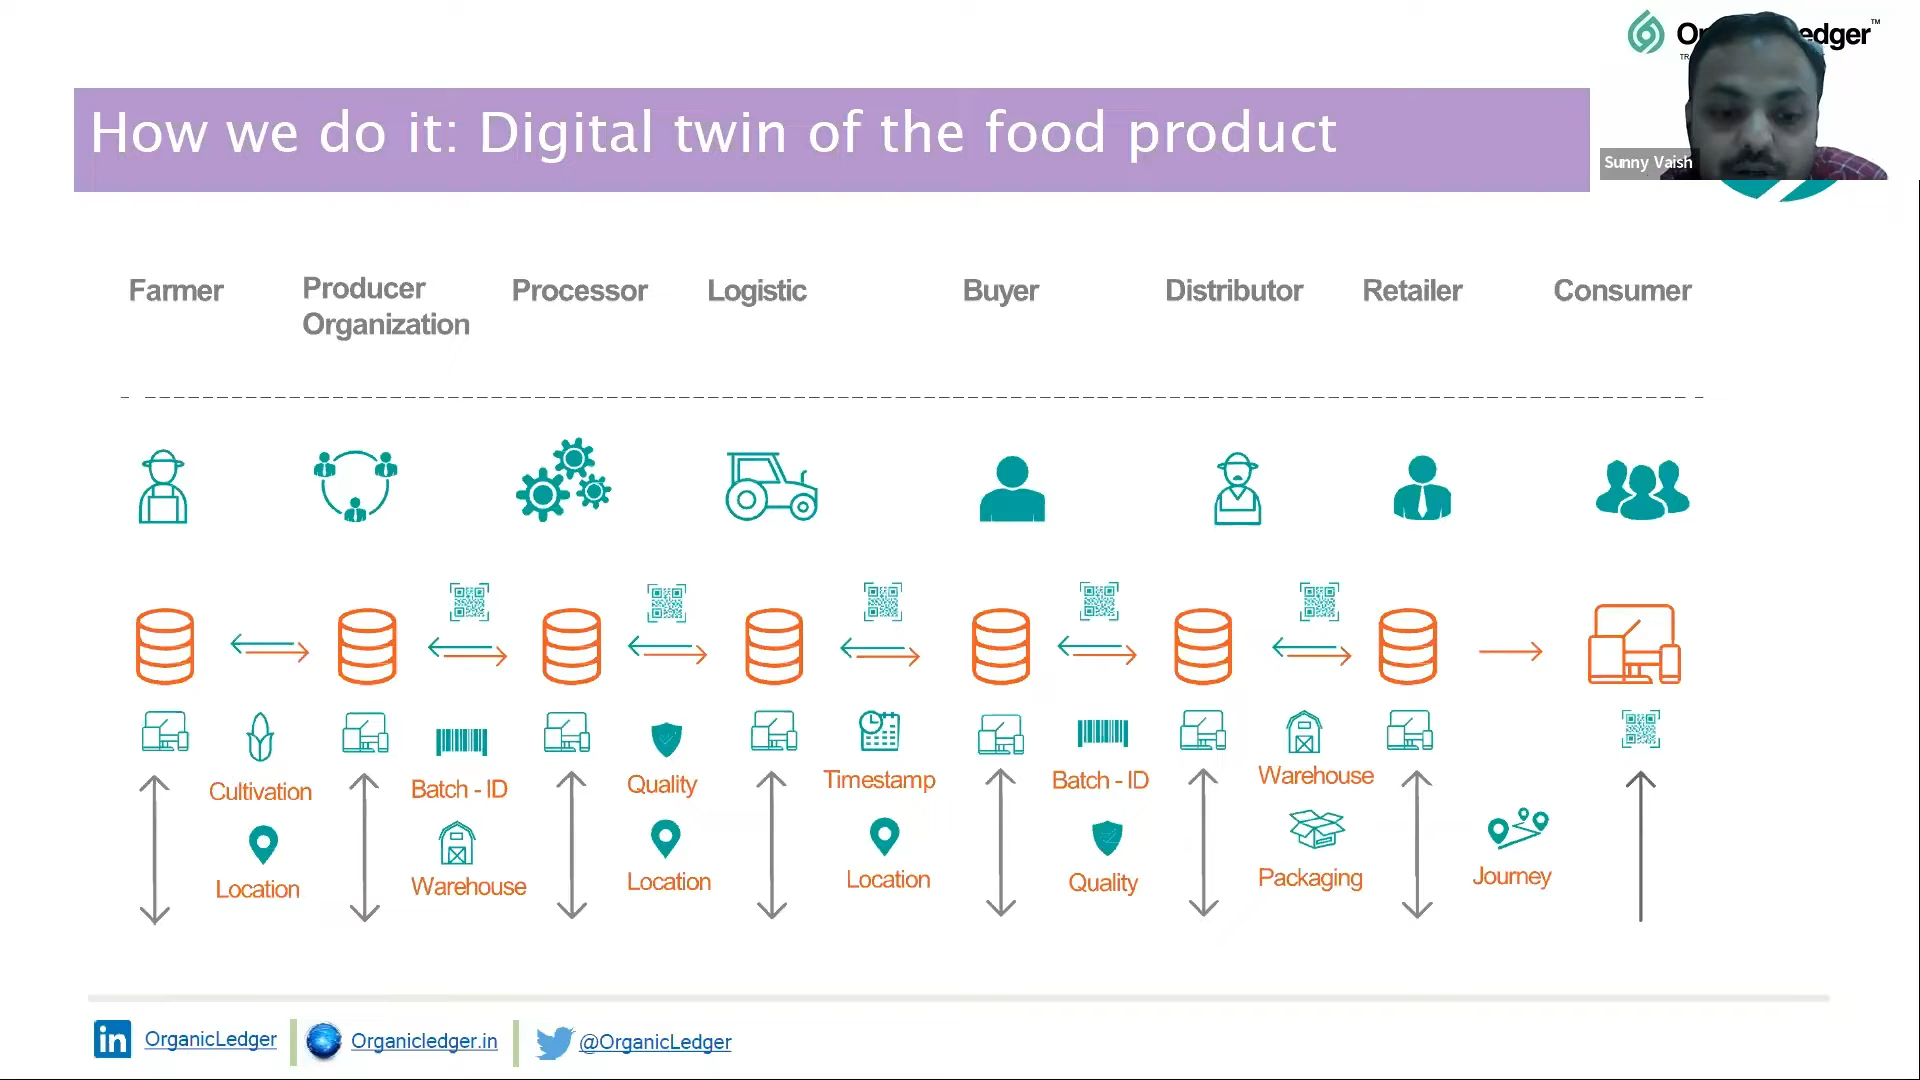 Ledger™
How we do it: Digital twin of the food product
Sunny Vaish
Farmer
Producer
Organization
Processor
Logistic
Buyer
Distributor
Retailer
Consumer
Cultivation
Batch - ID
Quality
Timestamp
Batch - ID
Warehouse
Location
Warehouse
Location
Location
Quality
Packaging
Journey
in
OrganicLedger
Organicledger.in
@OrganicLedger